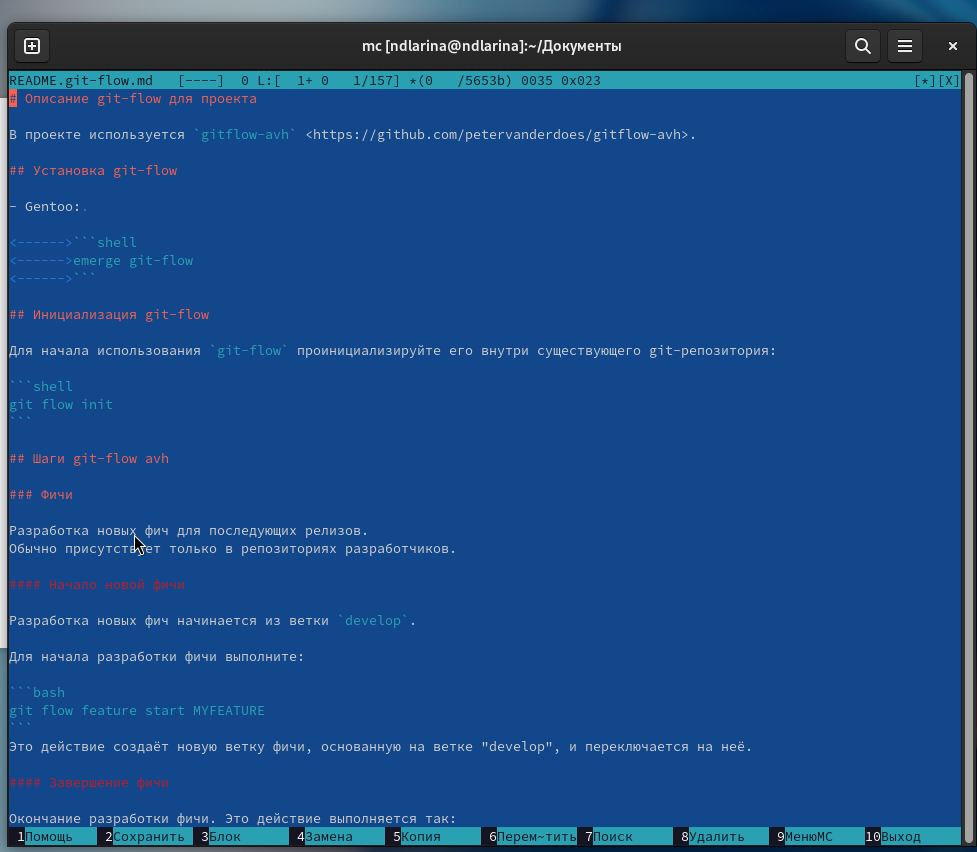 mc [ndlarina@ndlarina]:~/Документы
README.git-flow.md [----] 0 L:[ 1+ 0 1/157] *(0 /5653b) 0035 0x023 [*][X]
# Описание git-flow для проекта
В проекте используется `gitflow-avh` <https://github.com/petervanderdoes/gitflow-avh>.
## Установка git-flow
- Gentoo:.
<------>```shell
<------>emerge git-flow
<------>```
## Инициализация git-flow
Для начала использования `git-flow` проинициализируйте его внутри существующего git-репозитория:
```shell
git flow init
```
## Шаги git-flow avh
### Фичи
Разработка новых фич для последующих релизов.
Обычно присутствует только в репозиториях разработчиков.
#### Начало новой фичи
Разработка новых фич начинается из ветки `develop`.
Для начала разработки фичи выполните:
```bash
git flow feature start MYFEATURE
```
Это действие создаёт новую ветку фичи, основанную на ветке "develop", и переключается на неё.
#### Завершение фичи
Окончание разработки фичи. Это действие выполняется так:
1Помощь 2Сохранить 3Блок 4Замена 5Копия 6Перем~тить 7Поиск 8Удалить 9МенюMC 10Выход